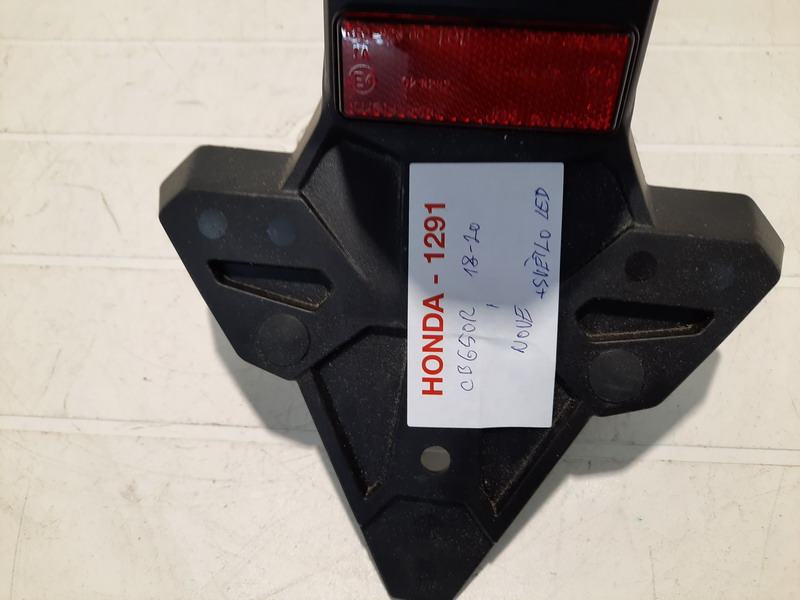 HONDA - 1291
CB650R 18-20
NOVÉ +SVĚTLO LED